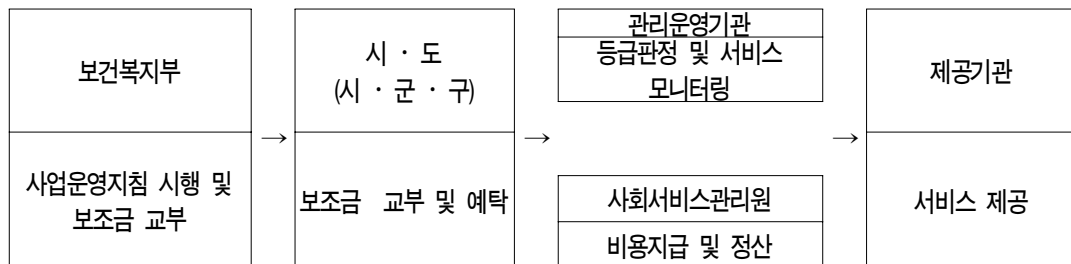 보건복지부
사업운영지침 시행 및
보조금 교부
→
시 · 도
(시 · 군 · 구)
보조금 교부 및 예탁
→
관리운영기관
등급판정 및 서비스
모니터링
사회서비스관리원
비용지급 및 정산
→
제공기관
서비스 제공